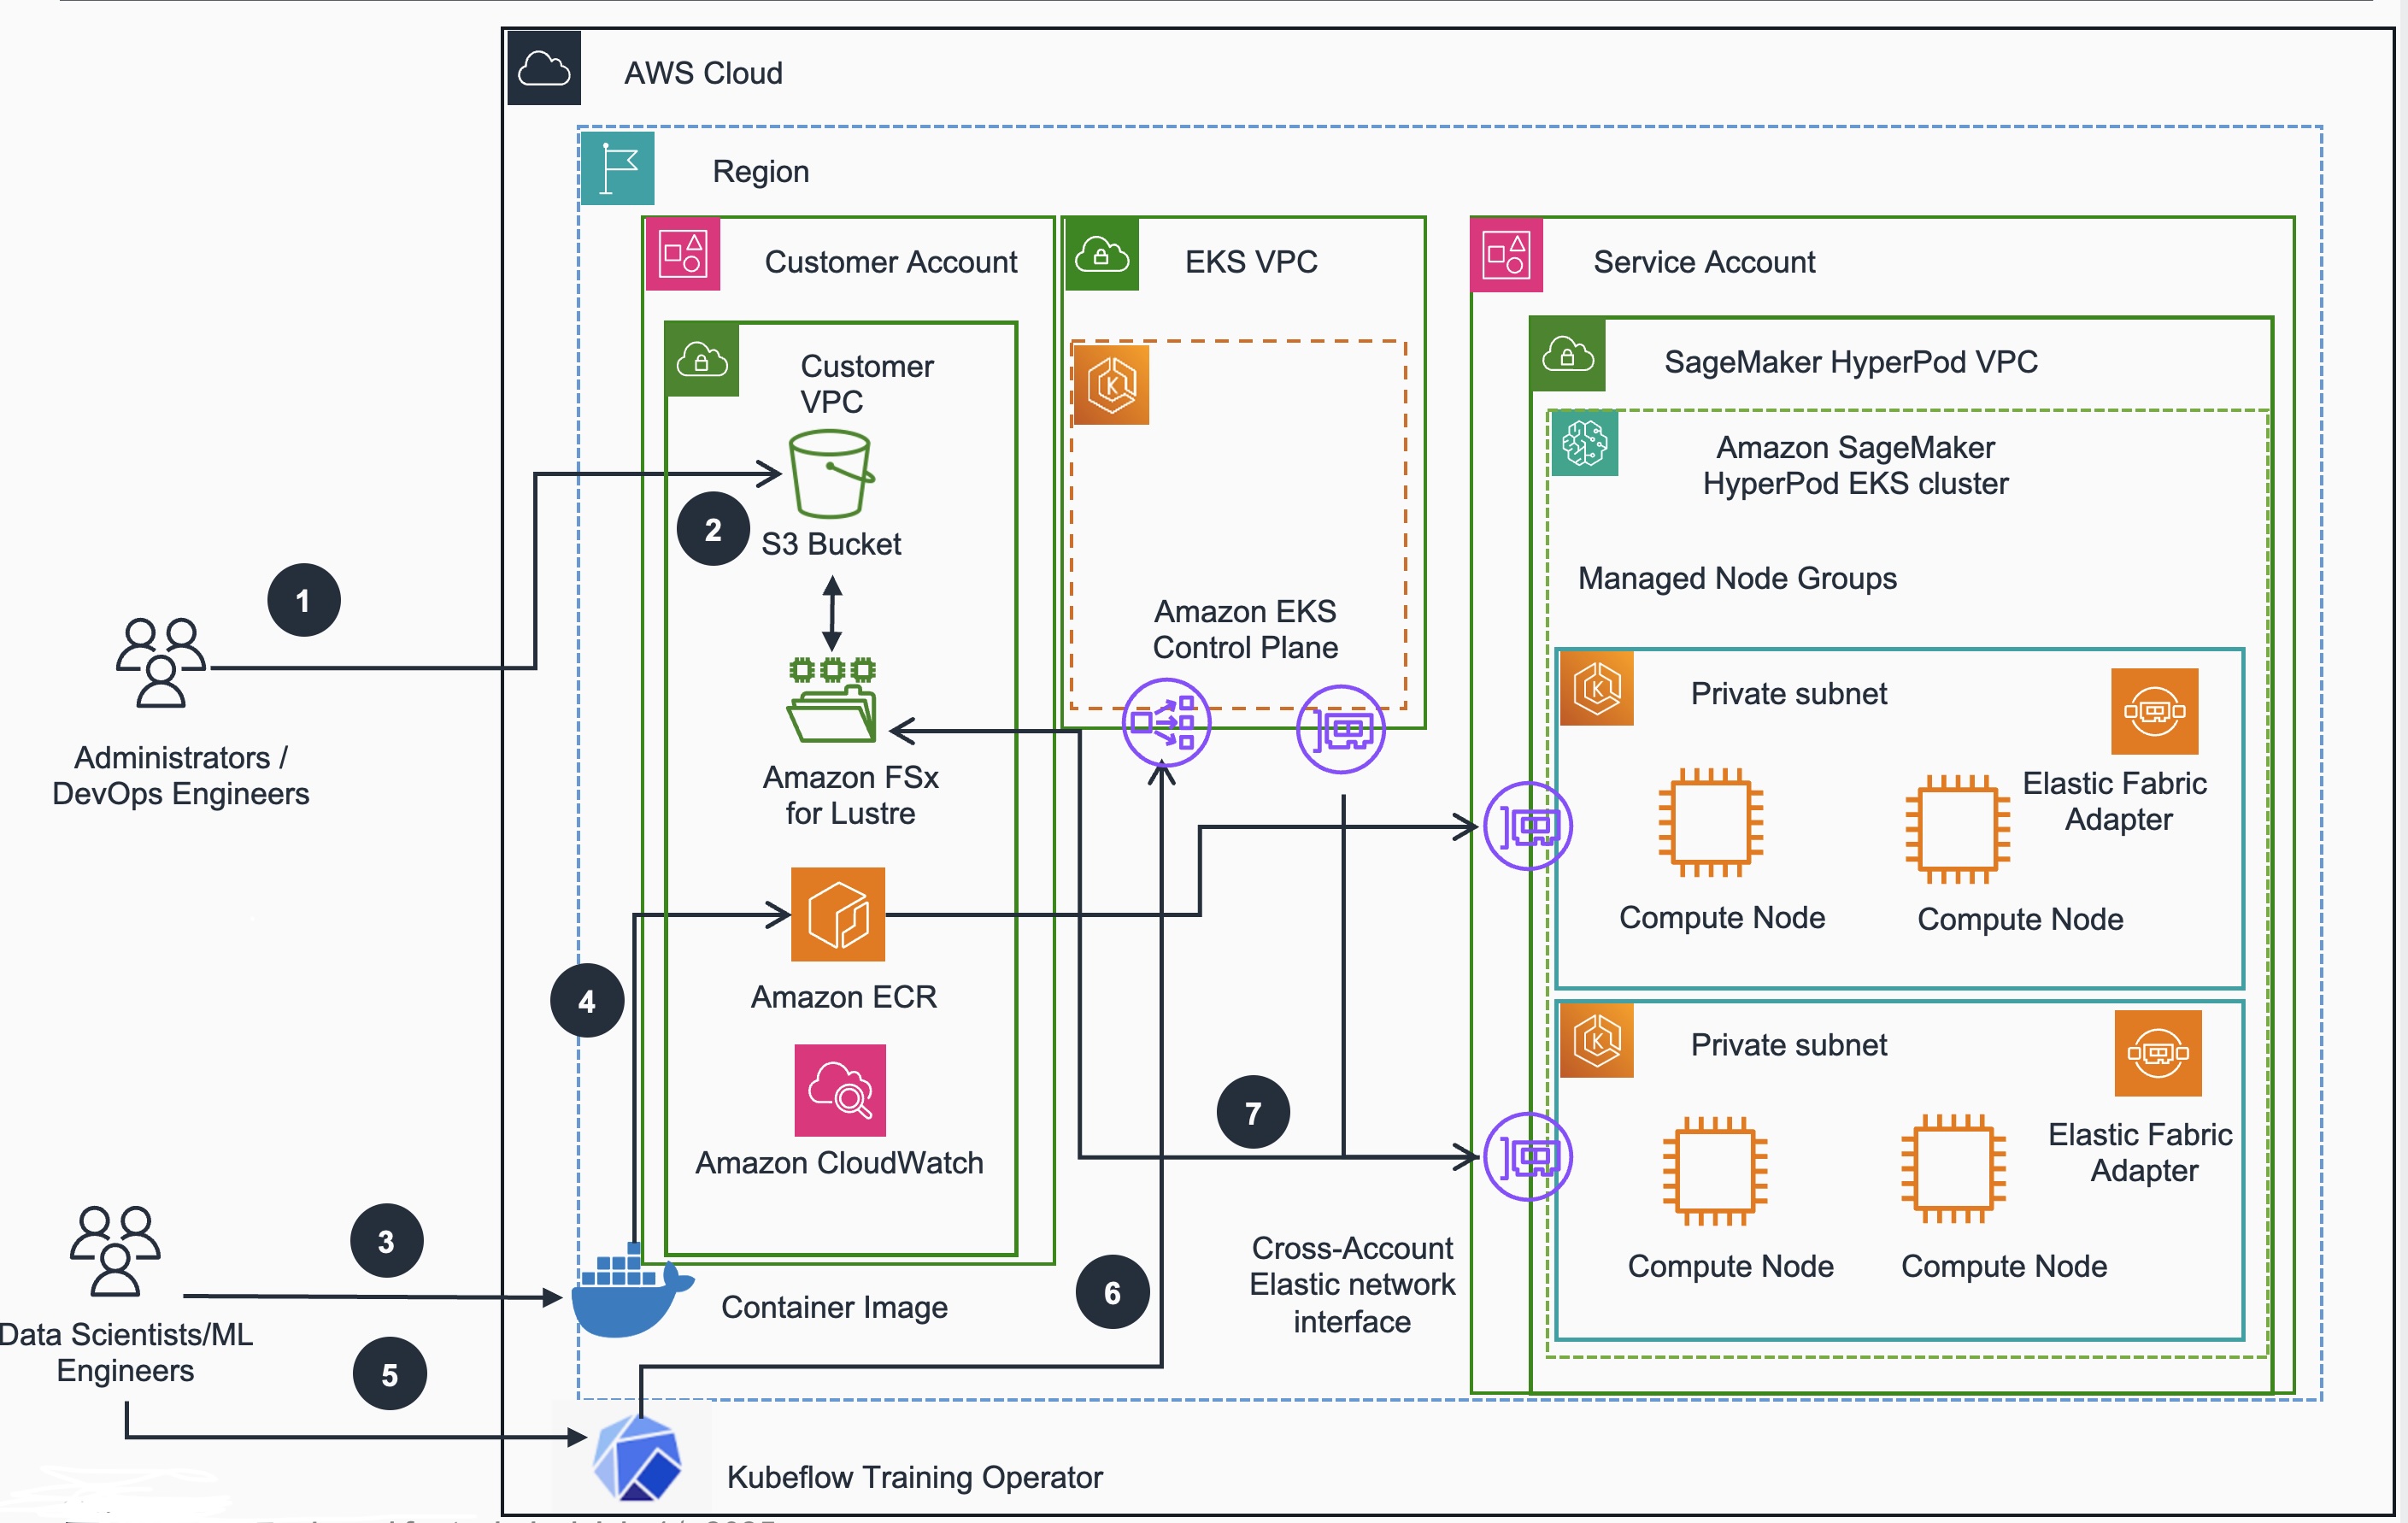 AWS Cloud
Region
Customer Account
EKS VPC
Service Account
Customer
VPC
SageMaker HyperPod VPC
Amazon SageMaker
HyperPod EKS cluster
2
S3 Bucket
Managed Node Groups
1
Amazon EKS
Control Plane
Private subnet
Administrators /
DevOps Engineers
Amazon FSx
for Lustre
Elastic Fabric
Adapter
Compute Node
Compute Node
4
Amazon ECR
Private subnet
7
Amazon CloudWatch
Elastic Fabric
Adapter
3
Cross-Account
Elastic network
interface
Compute Node
Compute Node
6
Container Image
Data Scientists/ML
Engineers
5
Kubeflow Training Operator